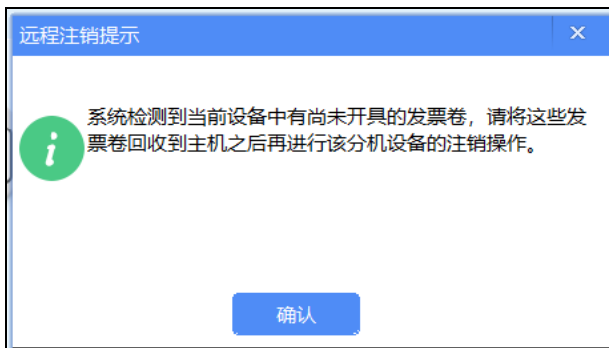 远程注销提示
系统检测到当前设备中有尚未开具的发票卷，请将这些发
票卷回收到主机之后再进行该分机设备的注销操作。
确认